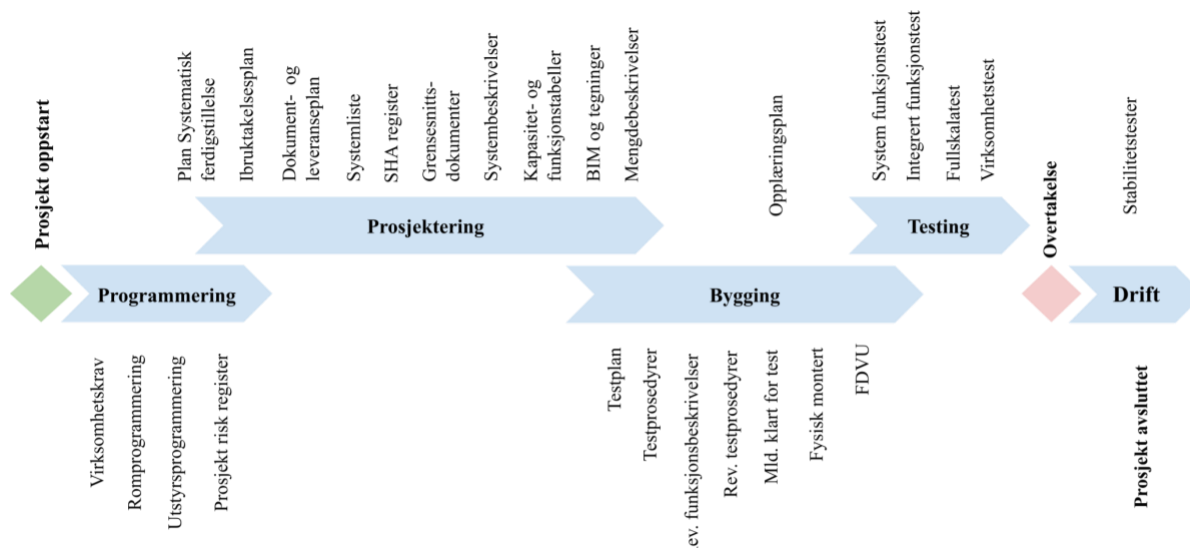 Prosjekt oppstart
Plan Systematisk
ferdigstillelse
Ibruktakelsesplan
Dokument- og
leveranseplan
Systemliste
SHA register
Grensesnitts-
dokumenter
Systembeskrivelser
Kapasitet- og
funksjonstabeller
BIM og tegninger
Mengdebeskrivelser
Opplæringsplan
System funksjonstest
Integrert funksjonstest
Fullskalatest
Virksomhetstest
Overtakelse
Stabilitetstester
Prosjektering
Testing
Programmering
Bygging
Drift
Virksomhetskrav
Romprogrammering
Utstyrsprogrammering
Prosjekt risk register
Testplan
Testprosedyrer
ev. funksjonsbeskrivelser
Rev. testprosedyrer
Mld. klart for test
Fysisk montert
FDVU
Prosjekt avsluttet